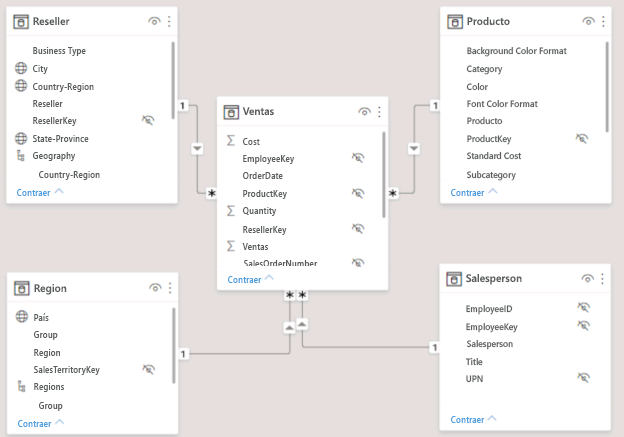 Reseller
Business Type
City
Country-Region
Reseller
ResellerKey
State-Province
Geography
Country-Region
Contraer
Producto
Background Color Format
Category
Color
Font Color Format
Producto
ProductKey
Standard Cost
Subcategory
Contraer
Ventas
Cost
EmployeeKey
OrderDate
ProductKey
Quantity
ResellerKey
Ventas
SalesOrderNumber
Contraer
Region
País
Group
Region
SalesTerritoryKey
Regions
Group
Contraer
Salesperson
EmployeeID
EmployeeKey
Salesperson
Title
UPN
Contraer
1
1
*
*
*
*
1
1